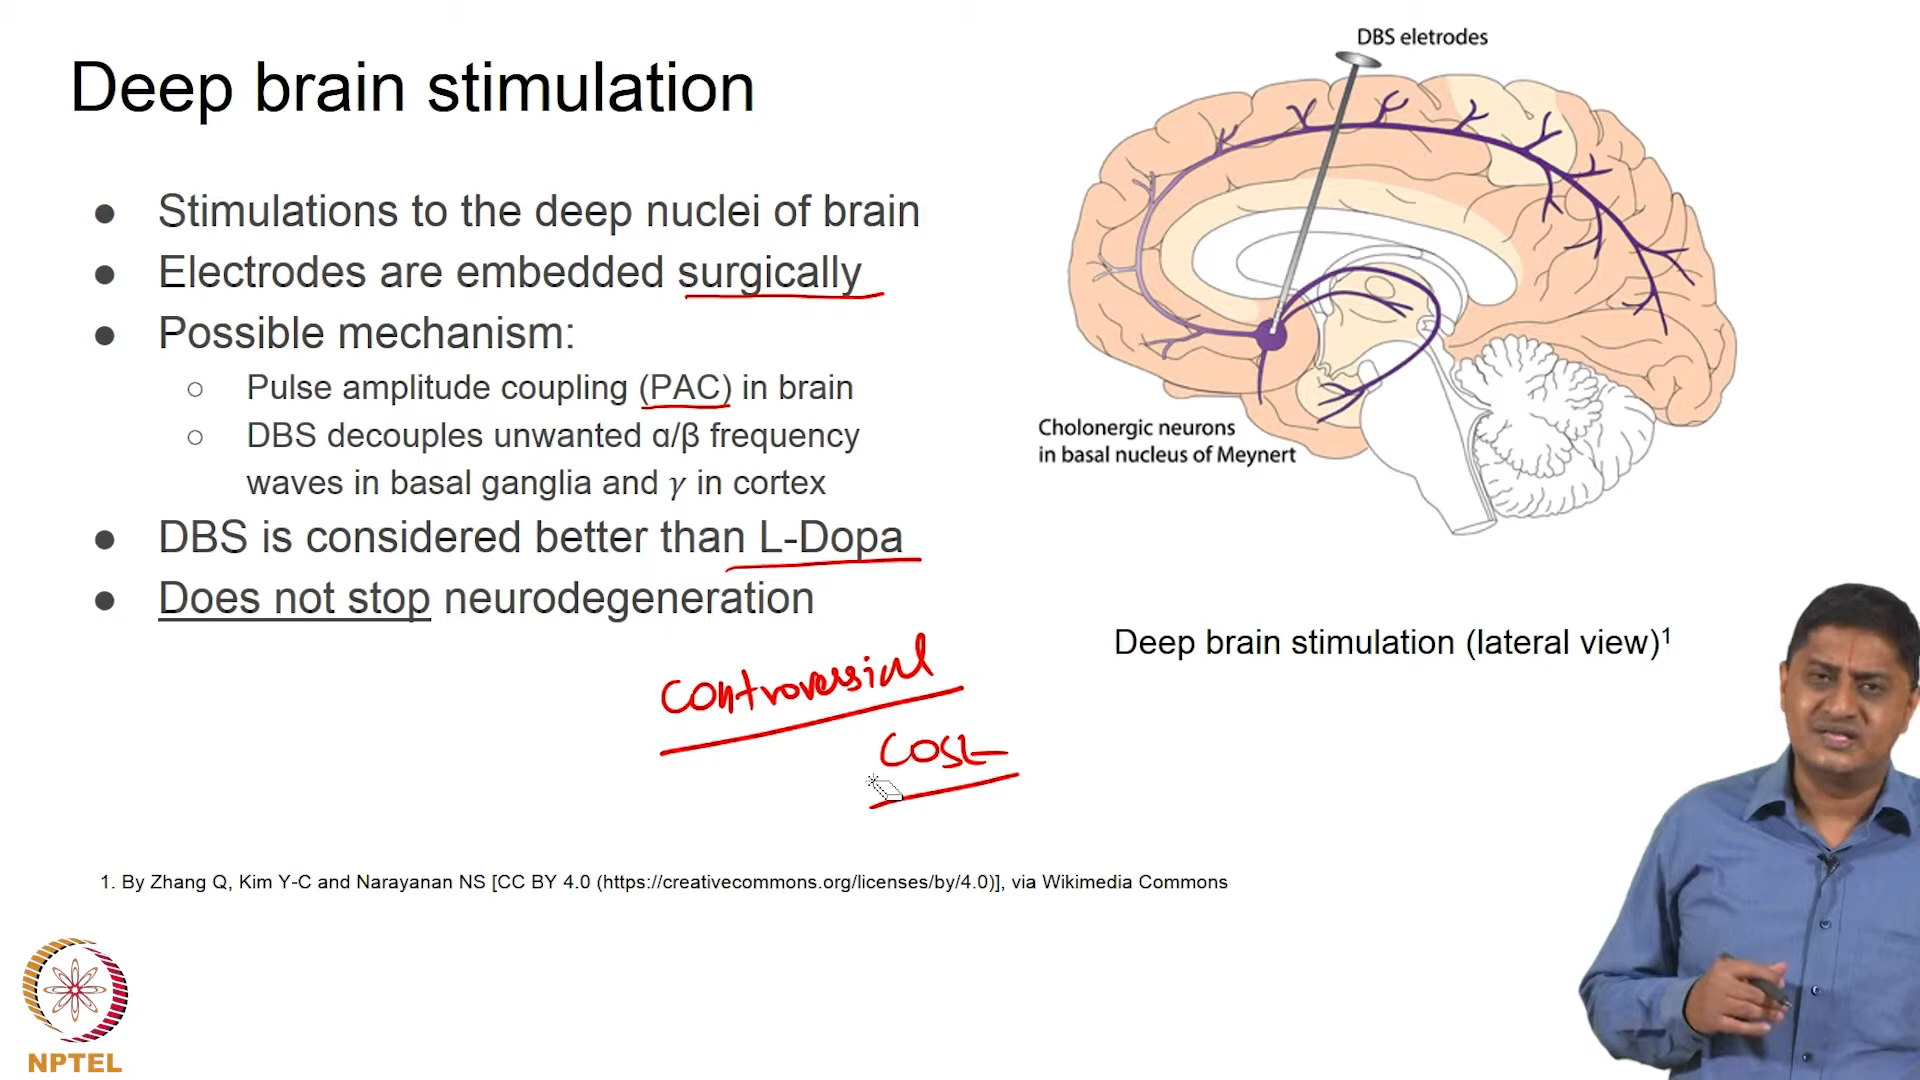 Deep brain stimulation
● Stimulations to the deep nuclei of brain
● Electrodes are embedded surgically
● Possible mechanism:
○ Pulse amplitude coupling (PAC) in brain
○ DBS decouples unwanted α/β frequency
waves in basal ganglia and γ in cortex
● DBS is considered better than L-Dopa
● Does not stop neurodegeneration
controversial
cost
DBS eletrodes
Cholonergic neurons
in basal nucleus of Meynert
Deep brain stimulation (lateral view)¹
1. By Zhang Q, Kim Y-C and Narayanan NS [CC BY 4.0 (https://creativecommons.org/licenses/by/4.0)], via Wikimedia Commons
NPTEL